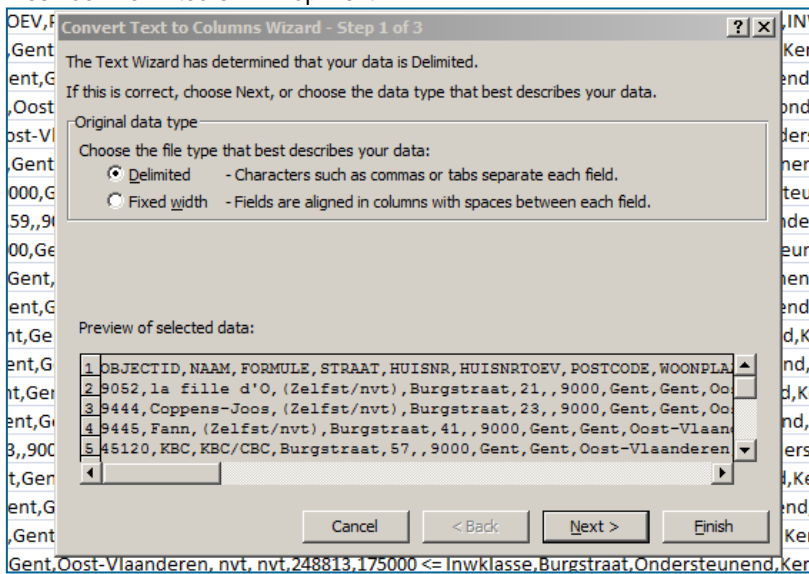 Convert Text to Columns Wizard - Step 1 of 3
The Text Wizard has determined that your data is Delimited.
If this is correct, choose Next, or choose the data type that best describes your data.
Original data type
Choose the file type that best describes your data:
Delimited - Characters such as commas or tabs separate each field.
Fixed width - Fields are aligned in columns with spaces between each field.
Preview of selected data:
1 OBJECTID,NAAM,FORMULE,STRAAT,HUISNR,HUISNRTOEV,POSTCODE,WOONPLA
2 9052,la fille d'O,(Zelfst/nvt),Burgstraat,21,,9000,Gent,Gent,Oo
3 9444,Coppens-Joos,(Zelfst/nvt),Burgstraat,23,,9000,Gent,Gent,Oo
4 9445,Fann,(Zelfst/nvt),Burgstraat,41,,9000,Gent,Gent,Oost-Vlaan
5 45120,KBC,KBC/CBC,Burgstraat,57,,9000,Gent,Gent,Oost-Vlaanderen
Cancel < Back Next > Finish
Gent,Oost-Vlaanderen, nvt, nvt,248813,175000 <= Inwklasse,Burgstraat,Ondersteunend,Ker